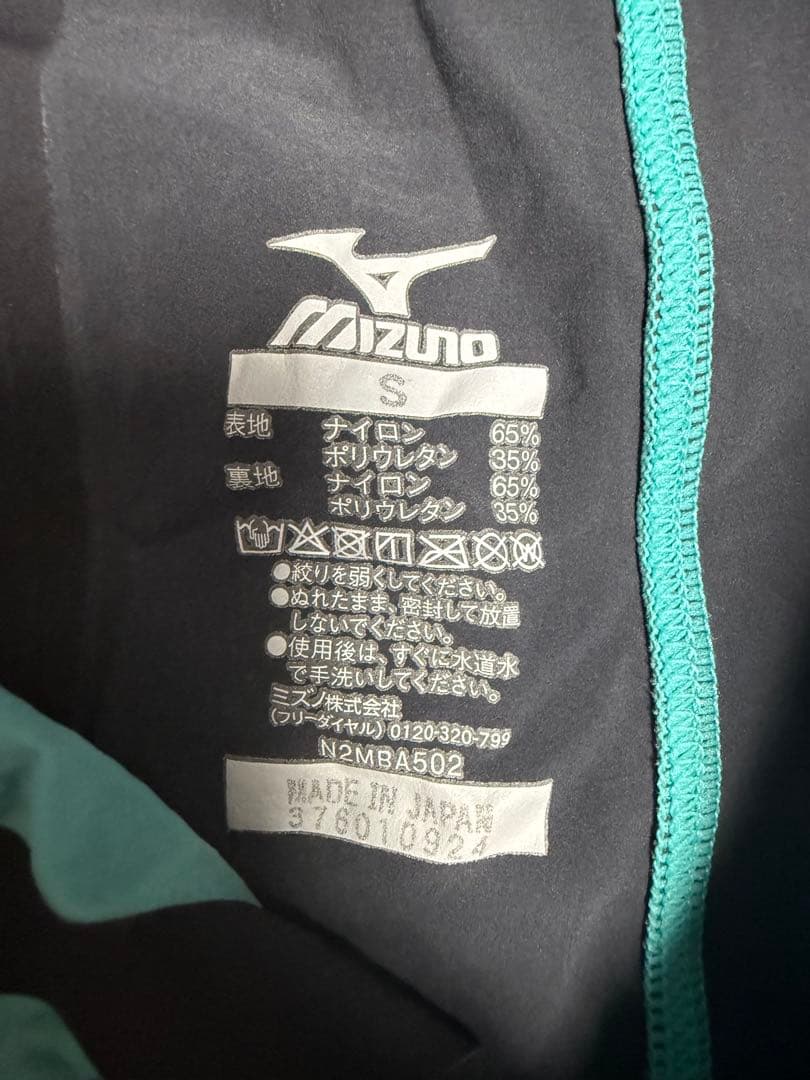 MIZUNO
S
表地 ナイロン 65%
ポリウレタン 35%
裏地 ナイロン 65%
ポリウレタン 35%
●絞りを弱くしてください。
●ぬれたまま、密封して放置
しないでください。
●使用後は、すぐに水道水
で手洗いしてください。
ミズノ株式会社
(フリーダイヤル) 0120-320-799
N2MBA502
MADE IN JAPAN
376010924